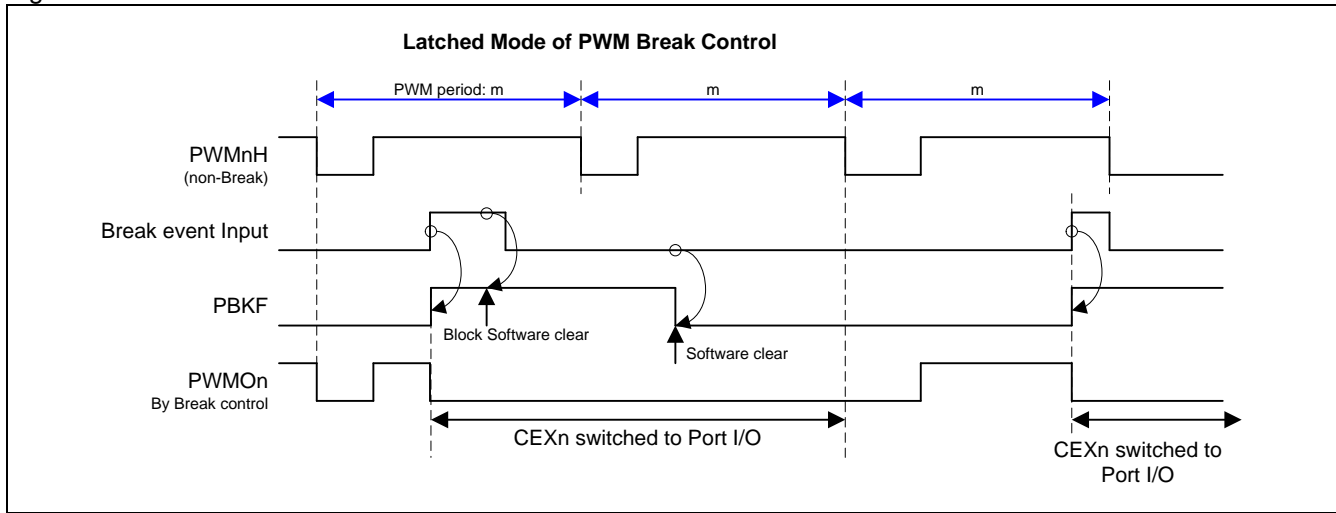 Latched Mode of PWM Break Control
PWM period: m
m
m
PWMnH
(non-Break)
Break event Input
PBKF
Block Software clear
Software clear
PWMOn
By Break control
CEXn switched to Port I/O
CEXn switched to
Port I/O